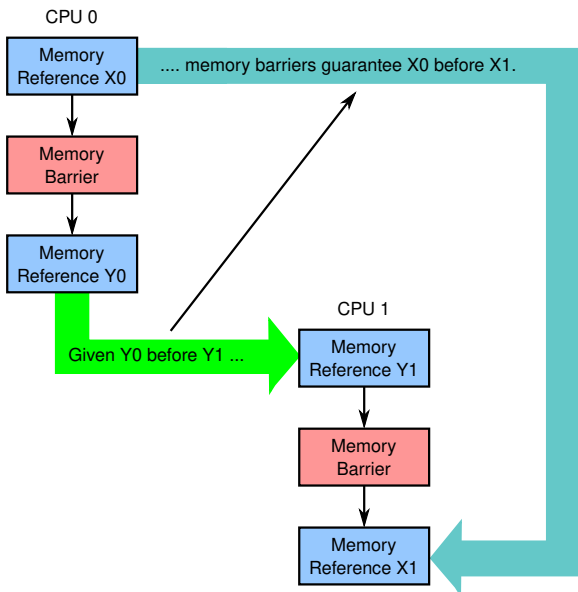 CPU 0
Memory
Reference X0
.... memory barriers guarantee X0 before X1.
Memory
Barrier
Memory
Reference Y0
CPU 1
Given Y0 before Y1 ...
Memory
Reference Y1
Memory
Barrier
Memory
Reference X1